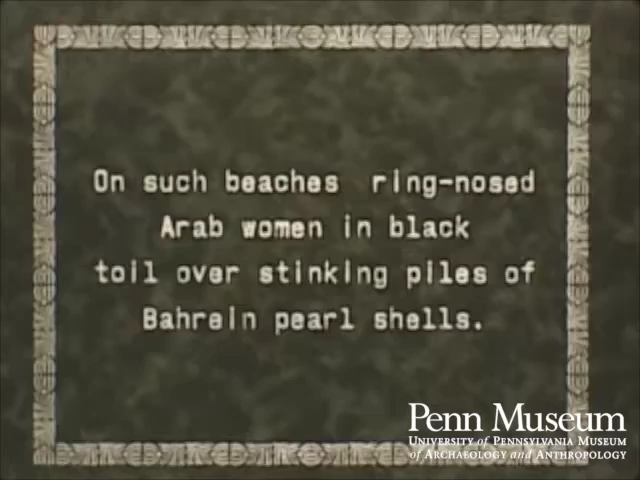 On such beaches ring-nosed
Arab women in black
toil over stinking piles of
Bahrein pearl shells.
Penn Museum
UNIVERSITY of PENNSYLVANIA MUSEUM
of ARCHAEOLOGY and ANTHROPOLOGY